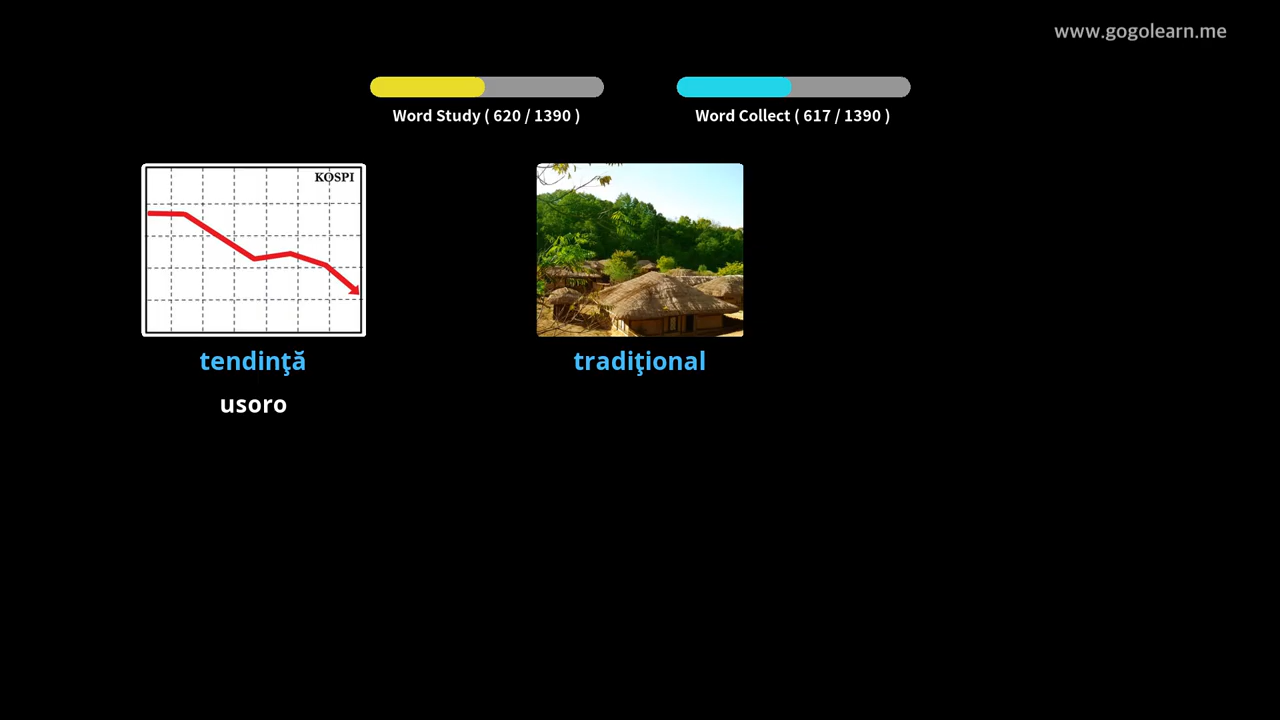 www.gogolearn.me
Word Study ( 620 / 1390 )
Word Collect ( 617 / 1390 )
KOSPI
tendinţă
tradiţional
usoro